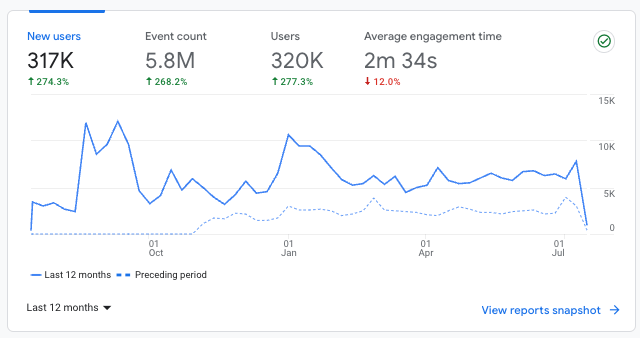 New users
317K
↑ 274.3%
Event count
5.8M
↑ 268.2%
Users
320K
↑ 277.3%
Average engagement time
2m 34s
↓ 12.0%
15K
10K
5K
0
01
Oct
01
Jan
01
Apr
01
Jul
Last 12 months
Preceding period
Last 12 months
View reports snapshot →